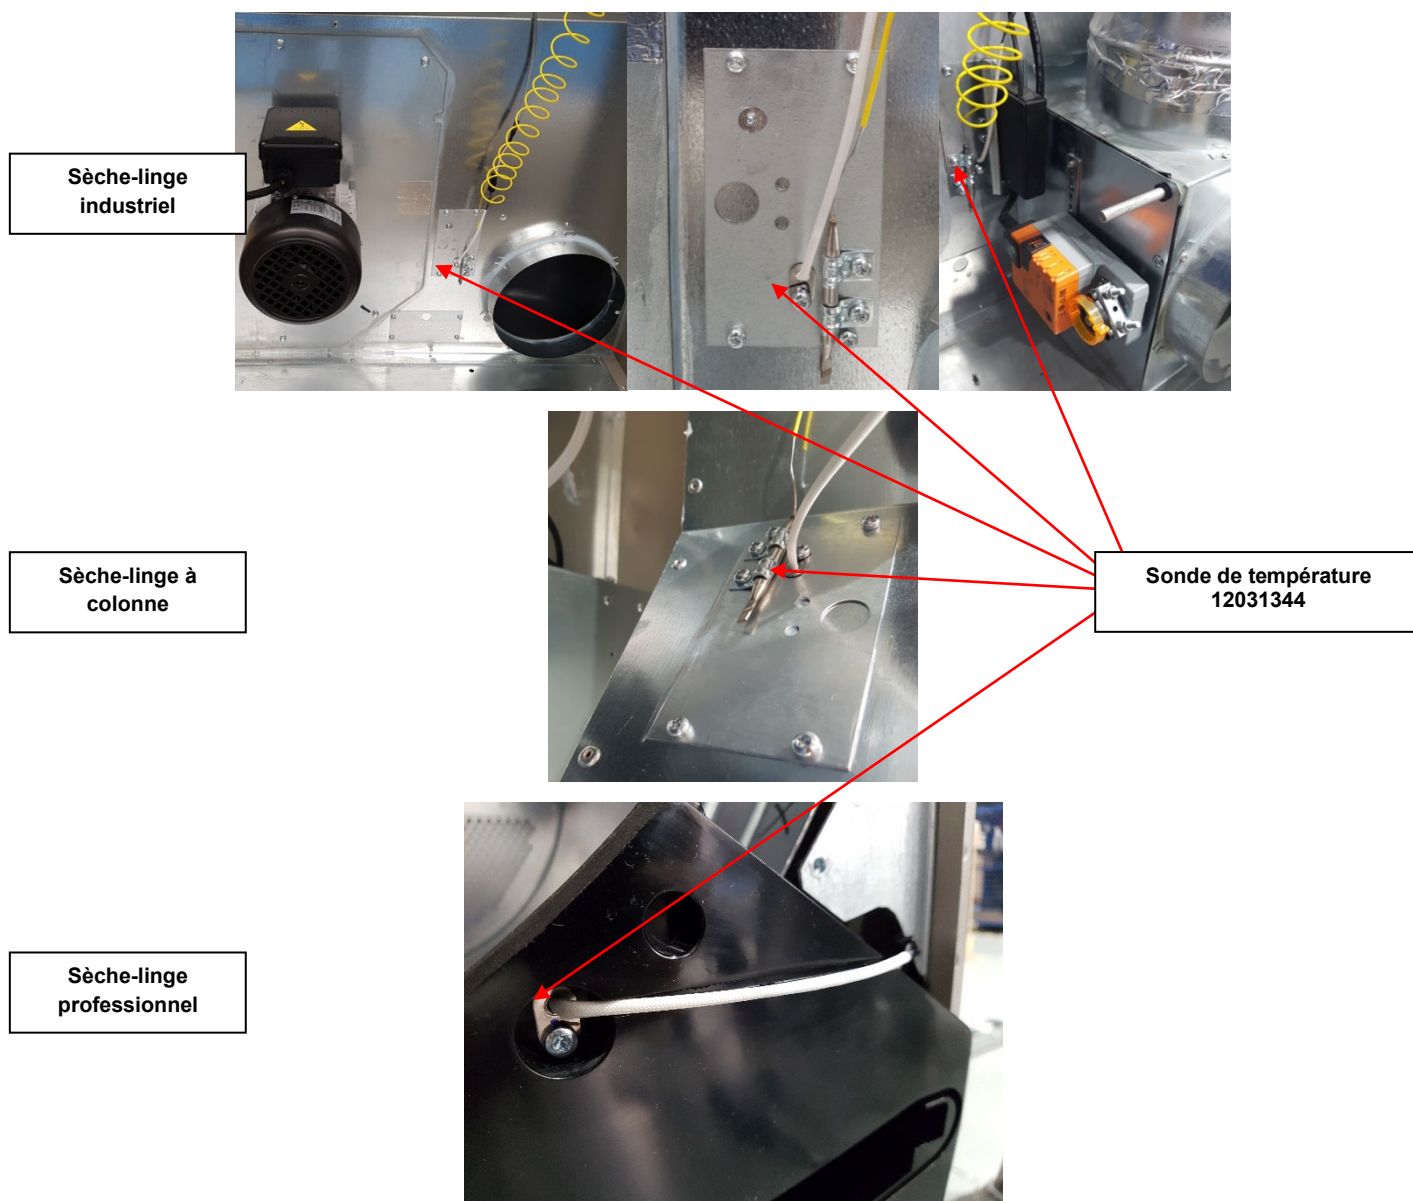 Sèche-linge
industriel
Sèche-linge à
colonne
Sonde de température
12031344
Sèche-linge
professionnel